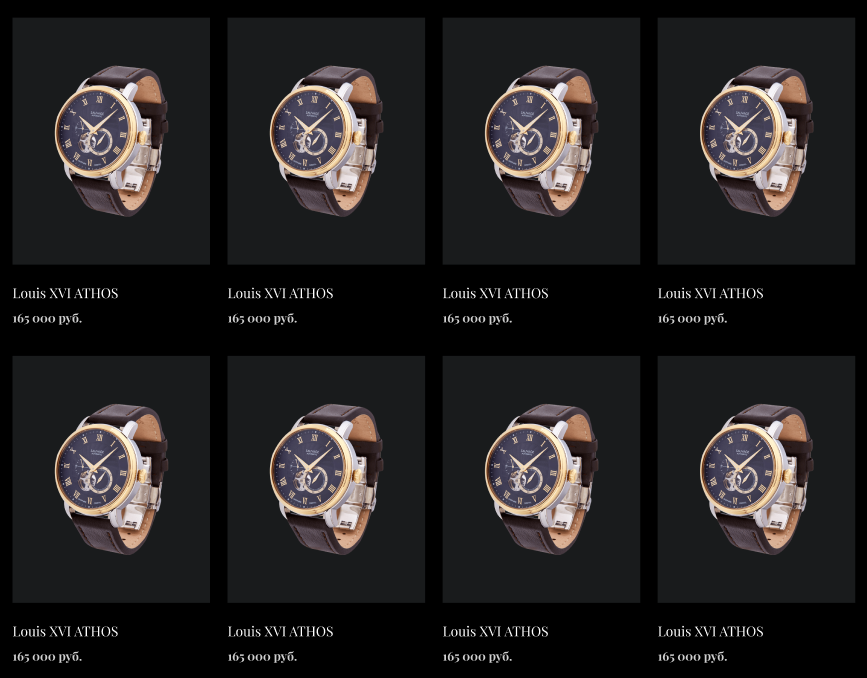 Louis XVI ATHOS Louis XVI ATHOS Louis XVI ATHOS Louis XVI ATHOS
165 000 руб. 165 000 руб. 165 000 руб. 165 000 руб.
Louis XVI ATHOS Louis XVI ATHOS Louis XVI ATHOS Louis XVI ATHOS
165 000 руб. 165 000 руб. 165 000 руб. 165 000 руб.